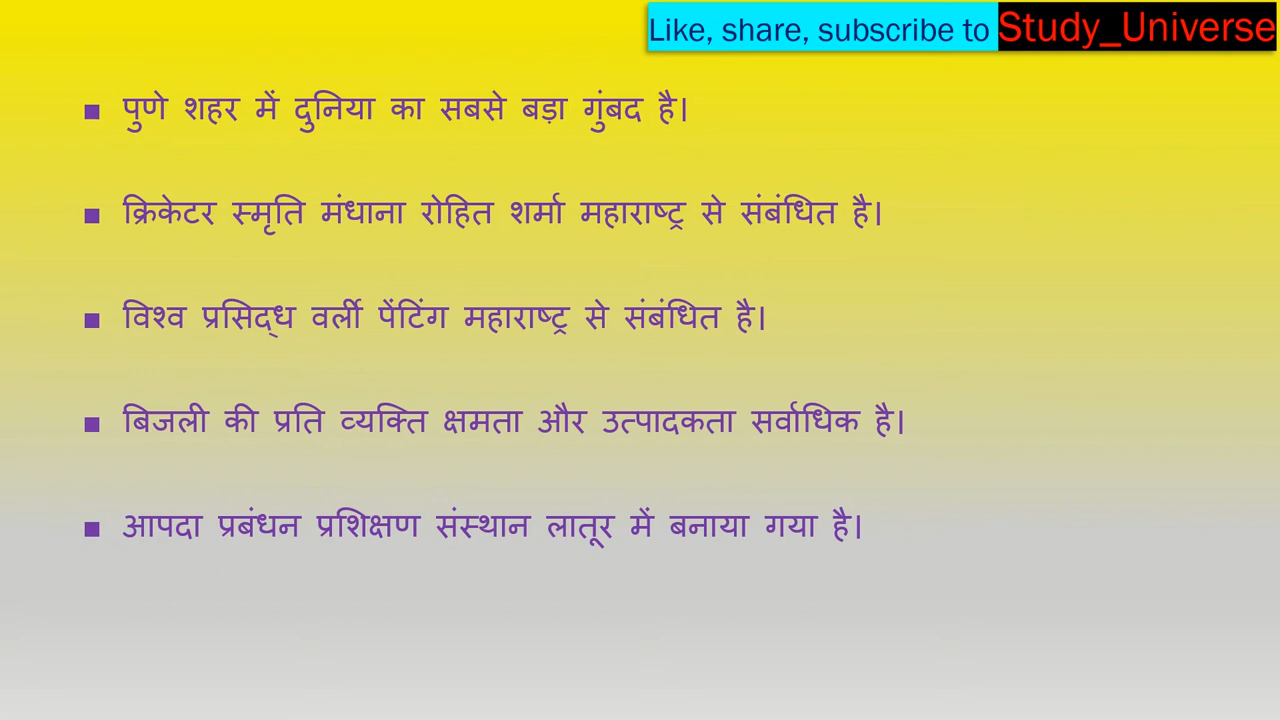 Like, share, subscribe to Study_Universe
▪ पुणे शहर में दुनिया का सबसे बड़ा गुंबद है।
▪ क्रिकेटर स्मृति मंधाना रोहित शर्मा महाराष्ट्र से संबंधित है।
▪ विश्व प्रसिद्ध वर्ली पेंटिंग महाराष्ट्र से संबंधित है।
▪ बिजली की प्रति व्यक्ति क्षमता और उत्पादकता सर्वाधिक है।
▪ आपदा प्रबंधन प्रशिक्षण संस्थान लातूर में बनाया गया है।